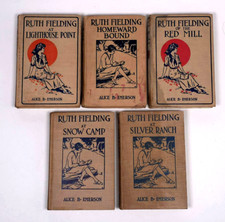 RUTH FIELDING
AT
LIGHTHOUSE POINT
ALICE B. EMERSON
RUTH FIELDING
HOMEWARD
BOUND
ALICE B. EMERSON
RUTH FIELDING
OF THE
RED MILL
ALICE B. EMERSON
RUTH FIELDING
AT
SNOW CAMP
ALICE B. EMERSON
RUTH FIELDING
AT
SILVER RANCH
ALICE B. EMERSON